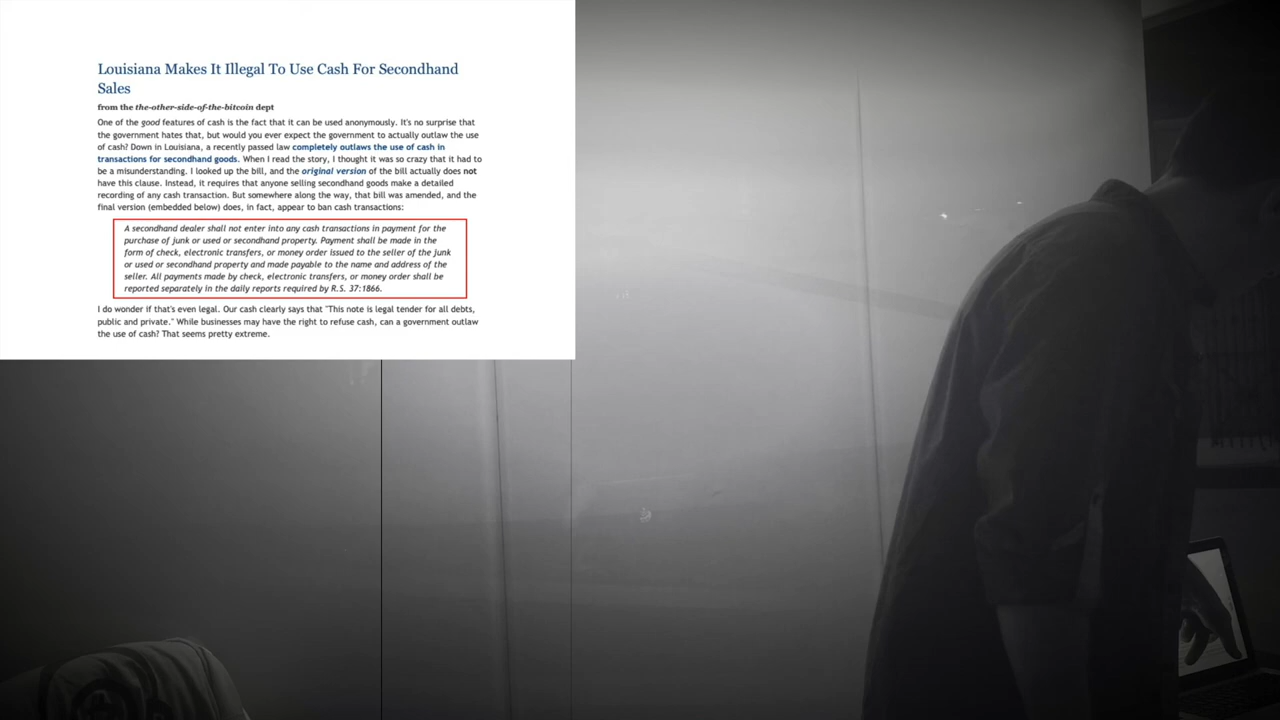 Louisiana Makes It Illegal To Use Cash For Secondhand
Sales
from the the-other-side-of-the-bitcoin dept
One of the good features of cash is the fact that it can be used anonymously. It's no surprise that
the government hates that, but would you ever expect the government to actually outlaw the use
of cash? Down in Louisiana, a recently passed law completely outlaws the use of cash in
transactions for secondhand goods. When I read the story, I thought it was so crazy that it had to
be a misunderstanding. I looked up the bill, and the original version of the bill actually does not
have this clause. Instead, it requires that anyone selling secondhand goods make a detailed
recording of any cash transaction. But somewhere along the way, that bill was amended, and the
final version (embedded below) does, in fact, appear to ban cash transactions:
A secondhand dealer shall not enter into any cash transactions in payment for the
purchase of junk or used or secondhand property. Payment shall be made in the
form of check, electronic transfers, or money order issued to the seller of the junk
or used or secondhand property and made payable to the name and address of the
seller. All payments made by check, electronic transfers, or money order shall be
reported separately in the daily reports required by R.S. 37:1866.
I do wonder if that's even legal. Our cash clearly says that "This note is legal tender for all debts,
public and private." While businesses may have the right to refuse cash, can a government outlaw
the use of cash? That seems pretty extreme.